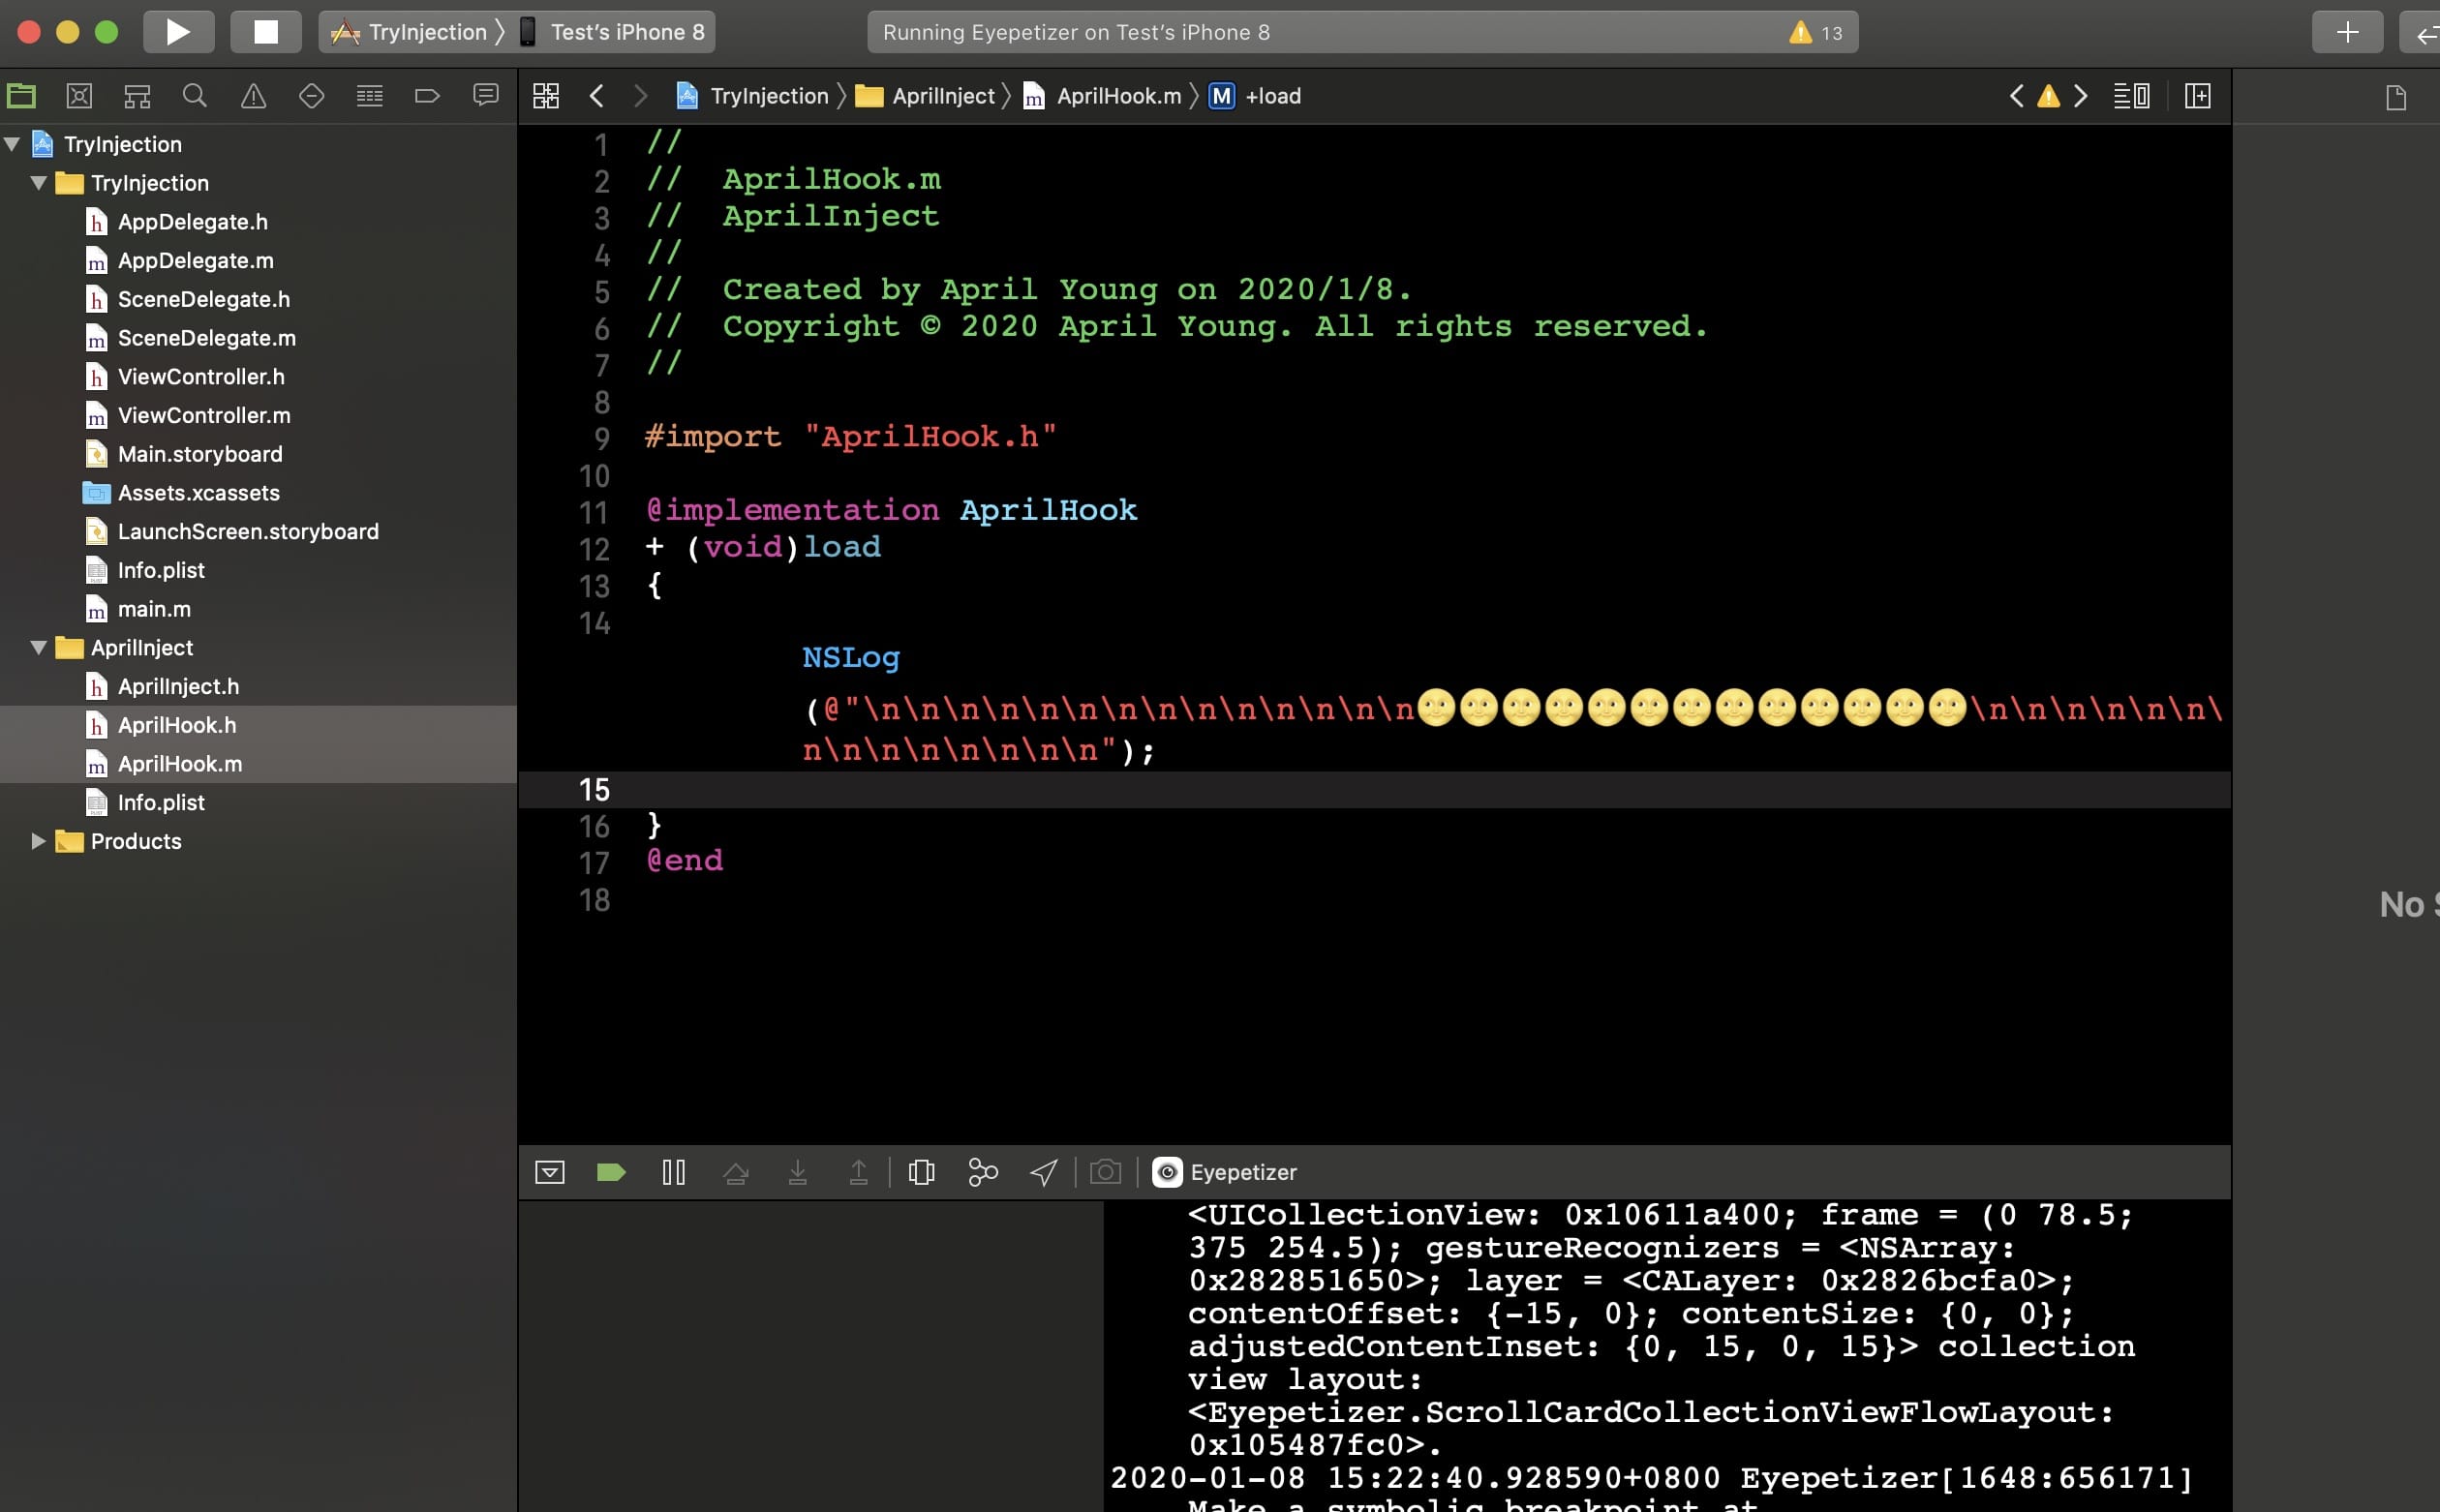 TryInjection 〉 Test’s iPhone 8
Running Eyepetizer on Test’s iPhone 8
13
TryInjection 〉 AprilInject 〉 m AprilHook.m 〉 M +load
TryInjection
TryInjection
h AppDelegate.h
m AppDelegate.m
h SceneDelegate.h
m SceneDelegate.m
h ViewController.h
m ViewController.m
Main.storyboard
Assets.xcassets
LaunchScreen.storyboard
Info.plist
m main.m
AprilInject
h AprilInject.h
h AprilHook.h
m AprilHook.m
Info.plist
Products
1 //
2 //  AprilHook.m
3 //  AprilInject
4 //
5 //  Created by April Young on 2020/1/8.
6 //  Copyright © 2020 April Young. All rights reserved.
7 //
8
9 #import "AprilHook.h"
10
11 @implementation AprilHook
12 + (void)load
13 {
14
NSLog
(@"\n\n\n\n\n\n\n\n\n\n\n\n\n\n🌝🌝🌝🌝🌝🌝🌝🌝🌝🌝🌝🌝🌝\n\n\n\n\n\n\
n\n\n\n\n\n\n\n");
15
16 }
17 @end
18
No
Eyepetizer
<UICollectionView: 0x10611a400; frame = (0 78.5;
375 254.5); gestureRecognizers = <NSArray:
0x282851650>; layer = <CALayer: 0x2826bcfa0>;
contentOffset: {-15, 0}; contentSize: {0, 0};
adjustedContentInset: {0, 15, 0, 15}> collection
view layout:
<Eyepetizer.ScrollCardCollectionViewFlowLayout:
0x105487fc0>.
2020-01-08 15:22:40.928590+0800 Eyepetizer[1648:656171]
Make a symbolic breakpoint at